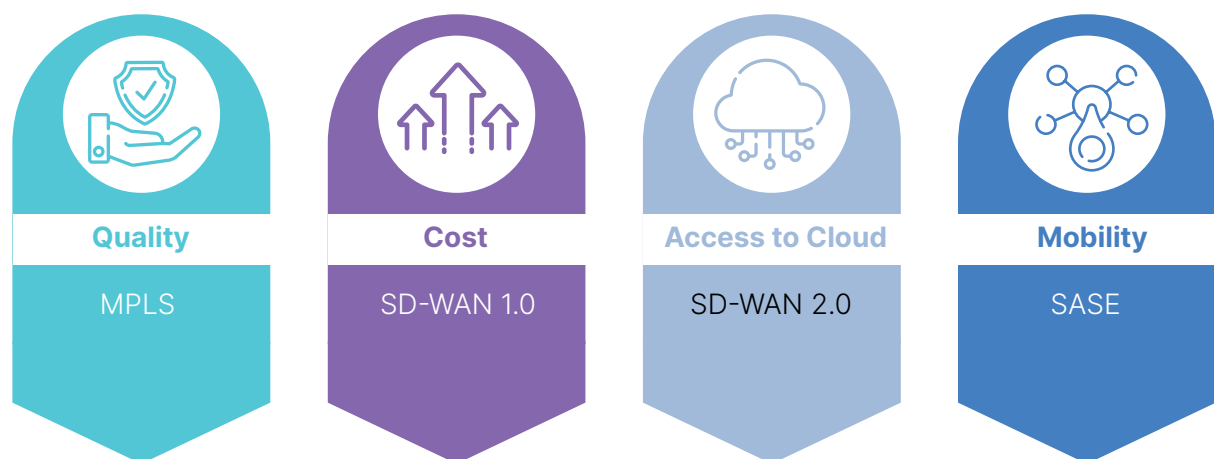 Quality
MPLS
Cost
SD-WAN 1.0
Access to Cloud
SD-WAN 2.0
Mobility
SASE